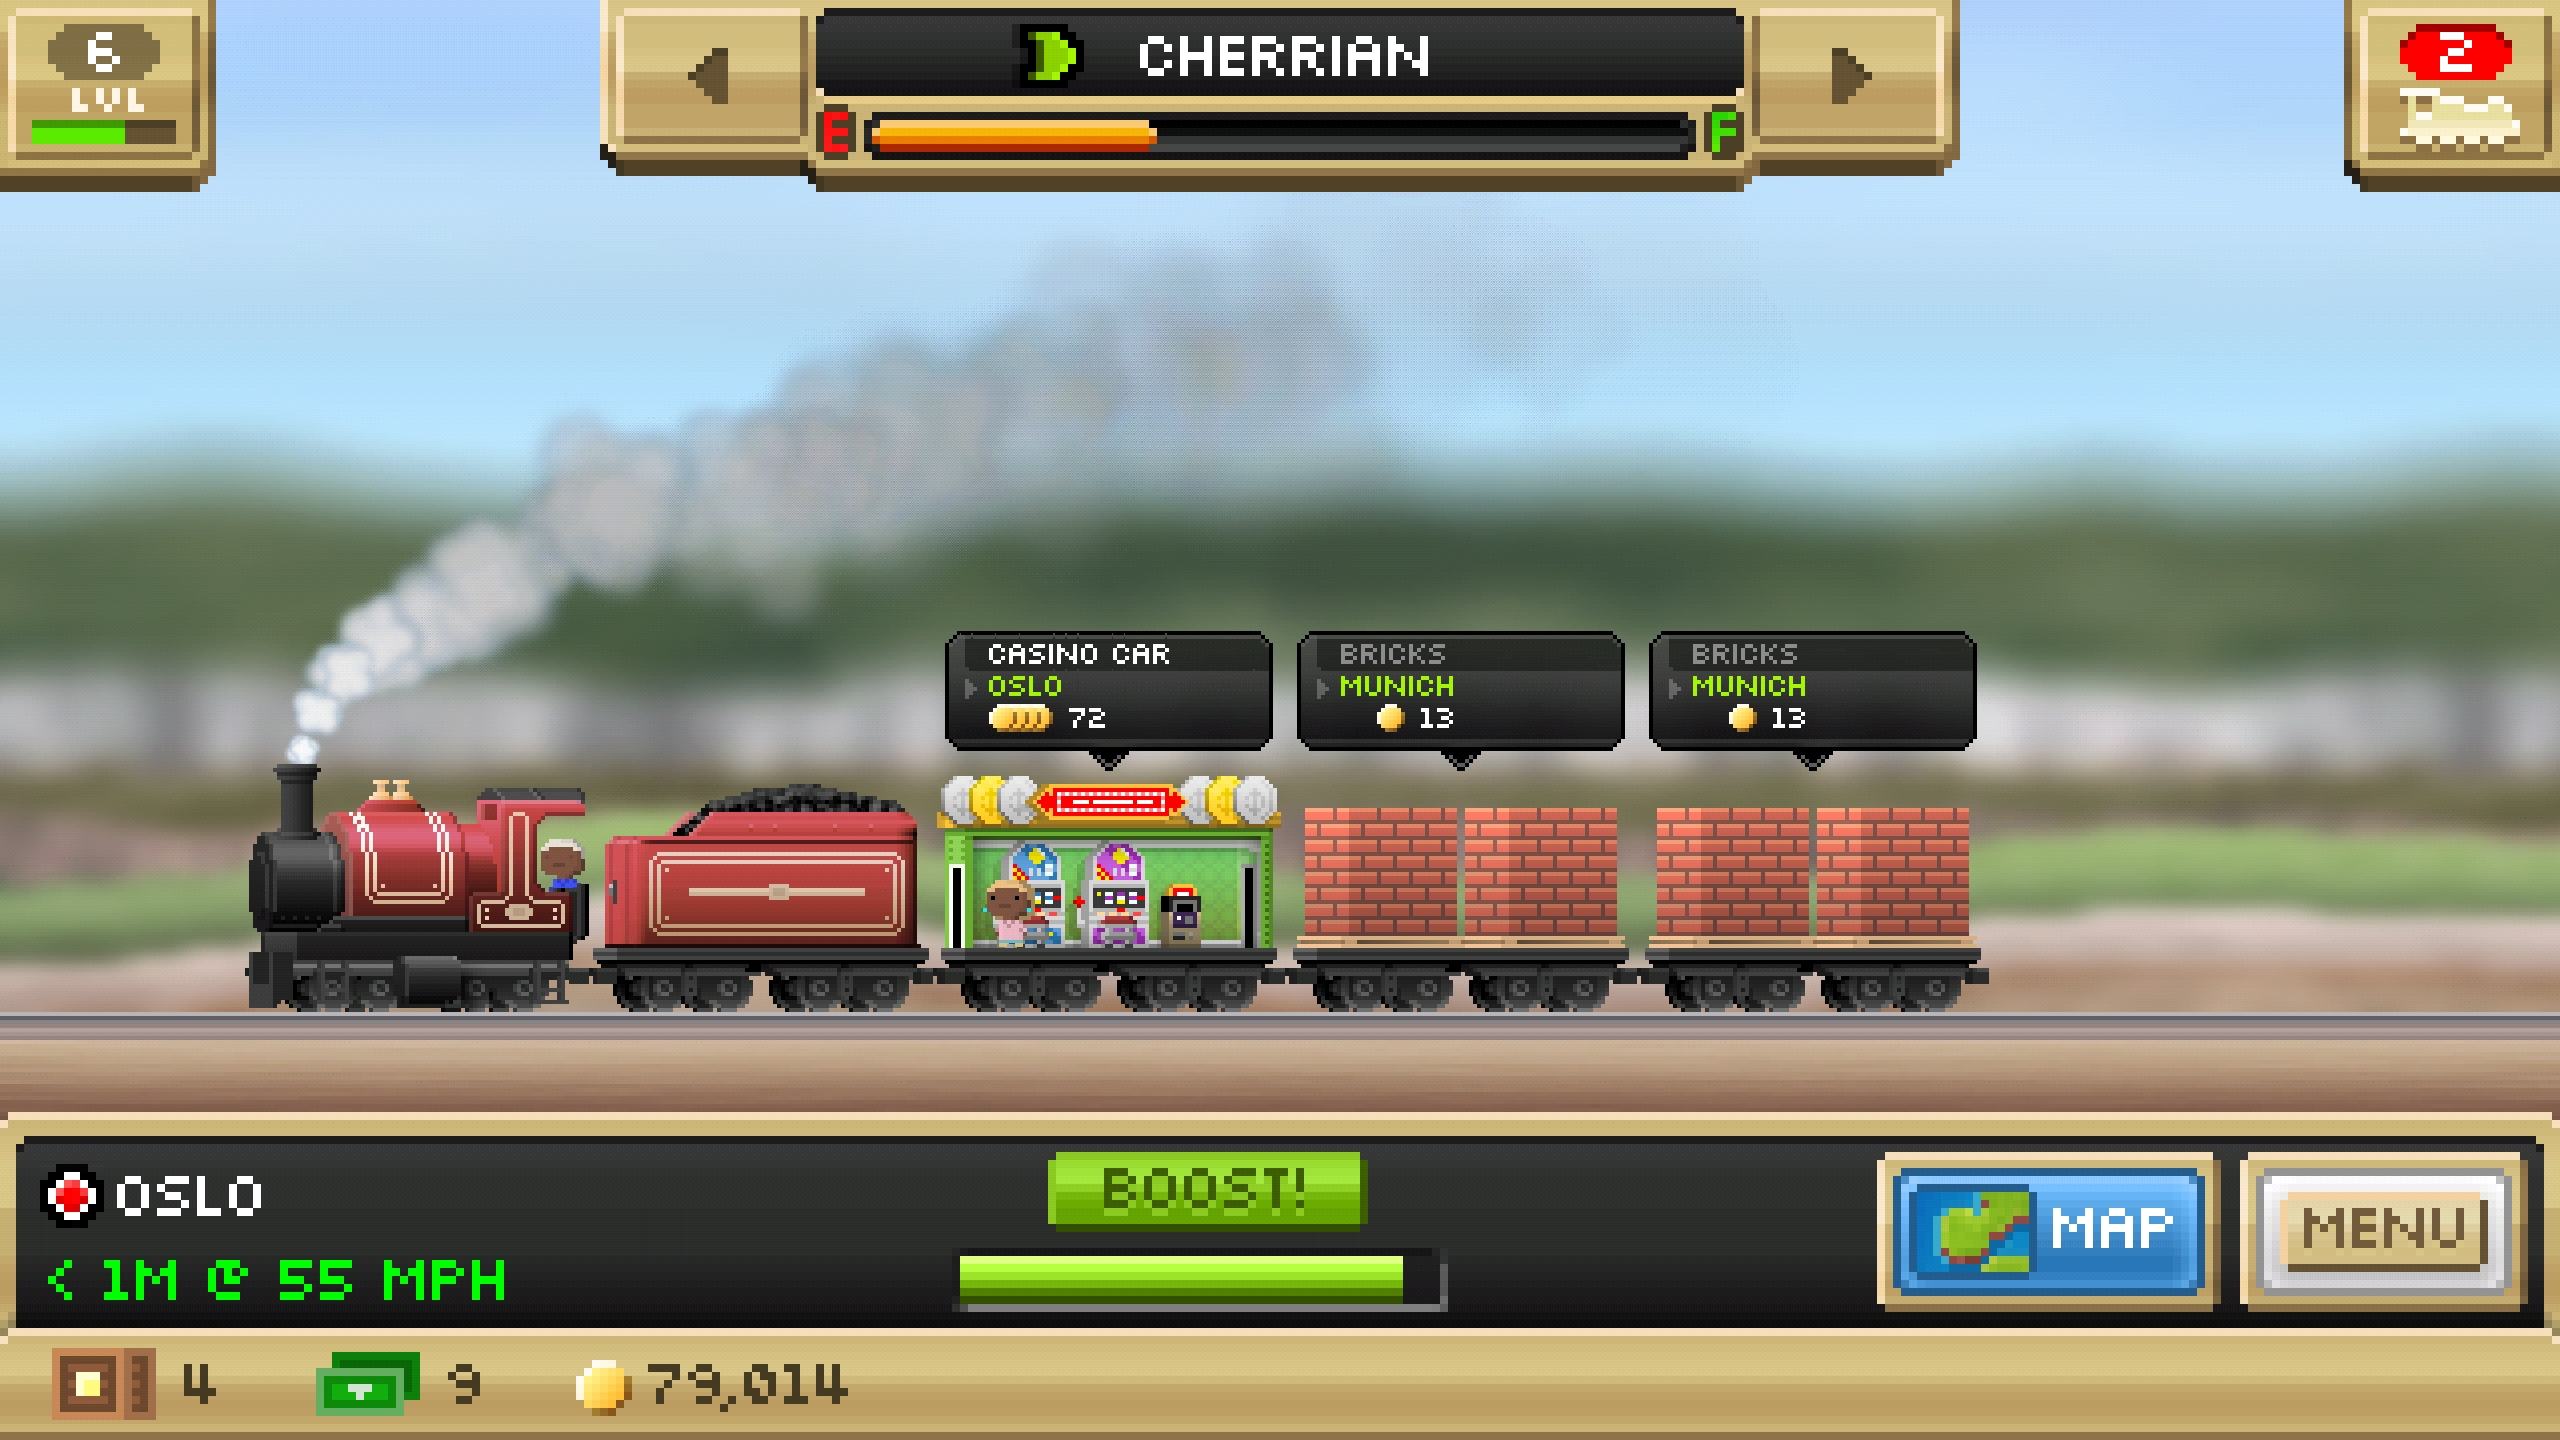 6
LVL
CHERRIAN
E
F
2
CASINO CAR
OSLO
72
BRICKS
MUNICH
13
BRICKS
MUNICH
13
OSLO
< 1M @ 55 MPH
BOOST!
MAP
MENU
4
9
79,014